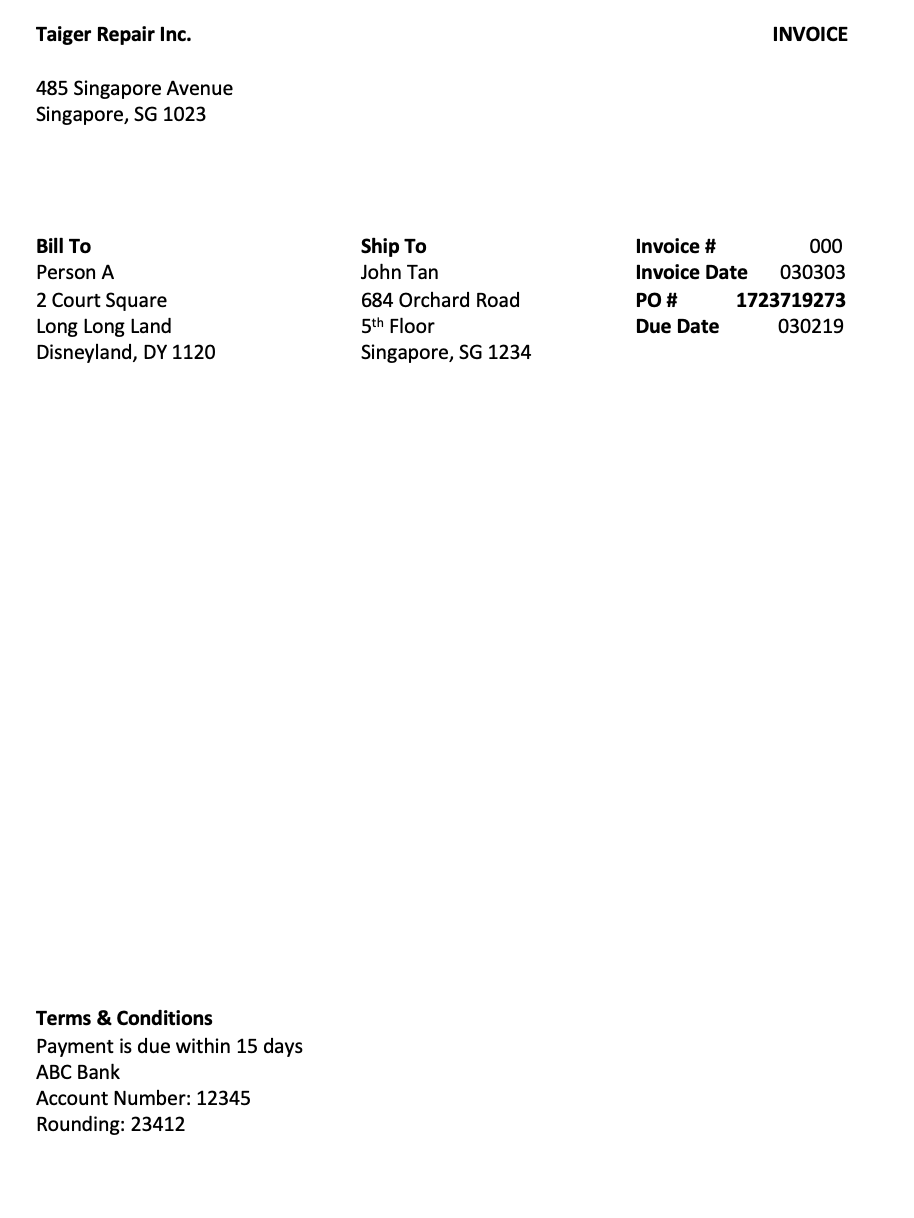 Taiger Repair Inc. INVOICE
485 Singapore Avenue
Singapore, SG 1023
Bill To
Person A
2 Court Square
Long Long Land
Disneyland, DY 1120
Ship To
John Tan
684 Orchard Road
5th Floor
Singapore, SG 1234
Invoice # 000
Invoice Date 030303
PO # 1723719273
Due Date 030219
Terms & Conditions
Payment is due within 15 days
ABC Bank
Account Number: 12345
Rounding: 23412